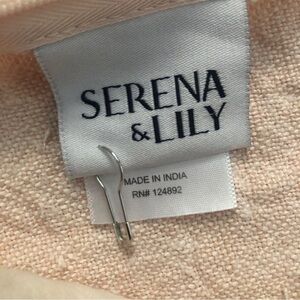 SERENA
& LILY
MADE IN INDIA
RN# 124892